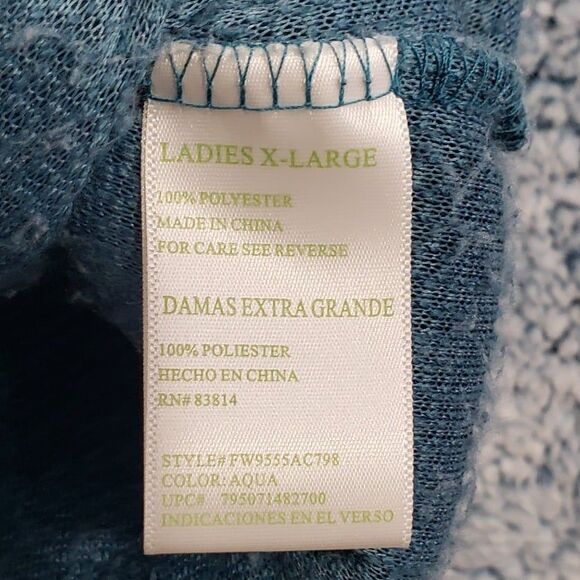 LADIES X-LARGE
100% POLYESTER
MADE IN CHINA
FOR CARE SEE REVERSE
DAMAS EXTRA GRANDE
100% POLIESTER
HECHO EN CHINA
RN# 83814
STYLE# FW9555AC798
COLOR: AQUA
UPC# 795071482700
INDICACIONES EN EL VERSO